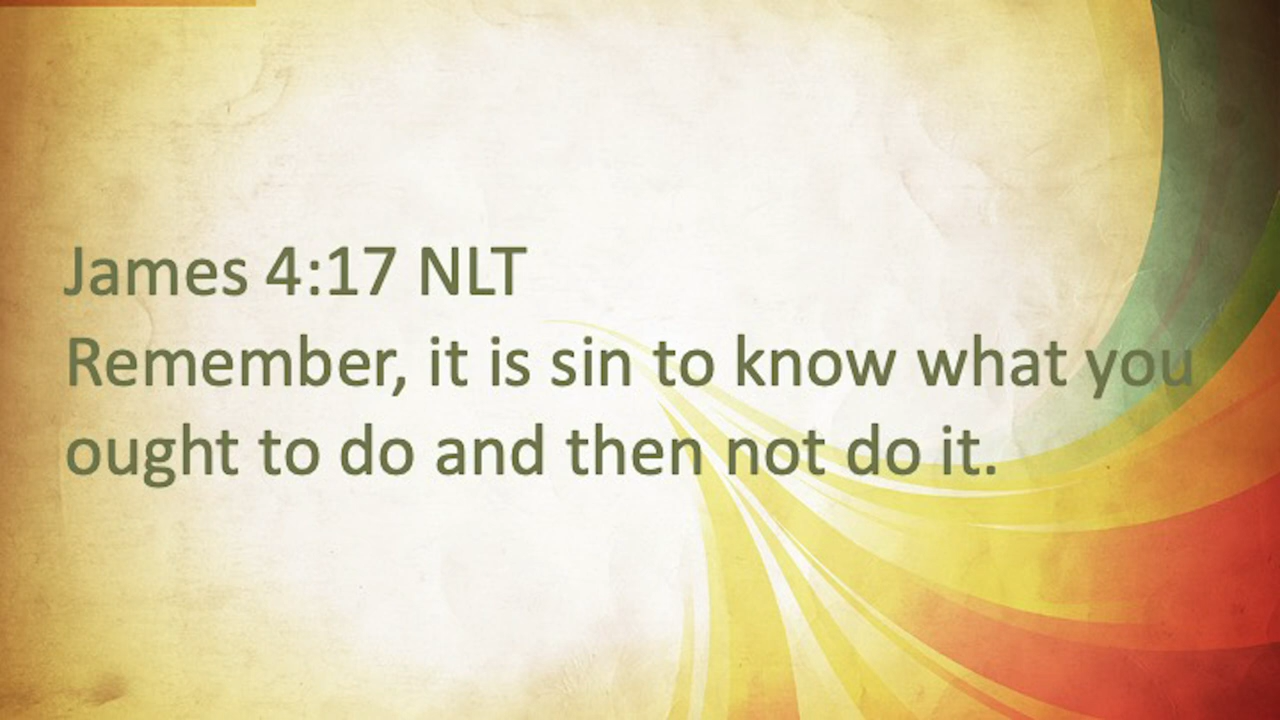 James 4:17 NLT
Remember, it is sin to know what you
ought to do and then not do it.